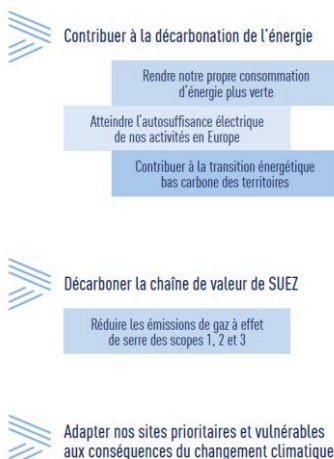 Contribuer à la décarbonation de l'énergie
Rendre notre propre consommation
d'énergie plus verte
Atteindre l'autosuffisance électrique
de nos activités en Europe
Contribuer à la transition énergétique
bas carbone des territoires
Décarboner la chaîne de valeur de SUEZ
Réduire les émissions de gaz à effet
de serre des scopes 1, 2 et 3
Adapter nos sites prioritaires et vulnérables
aux conséquences du changement climatique